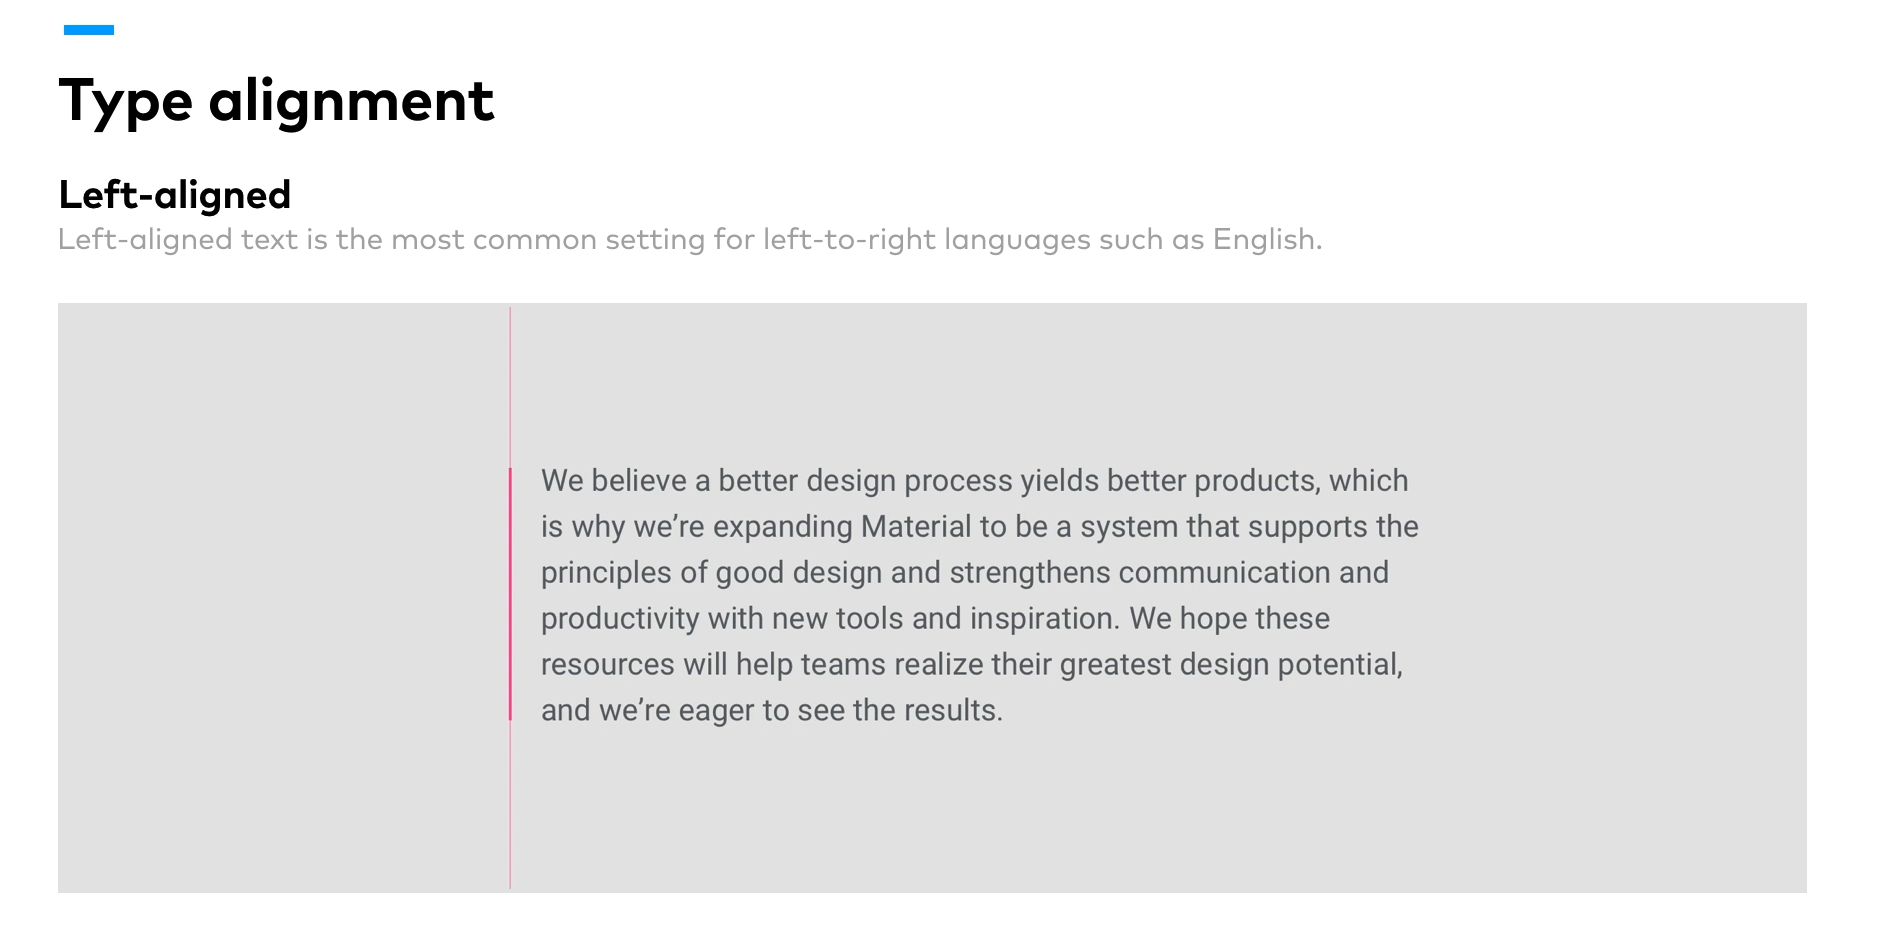 Type alignment
Left-aligned
Left-aligned text is the most common setting for left-to-right languages such as English.
We believe a better design process yields better products, which
is why we’re expanding Material to be a system that supports the
principles of good design and strengthens communication and
productivity with new tools and inspiration. We hope these
resources will help teams realize their greatest design potential,
and we’re eager to see the results.